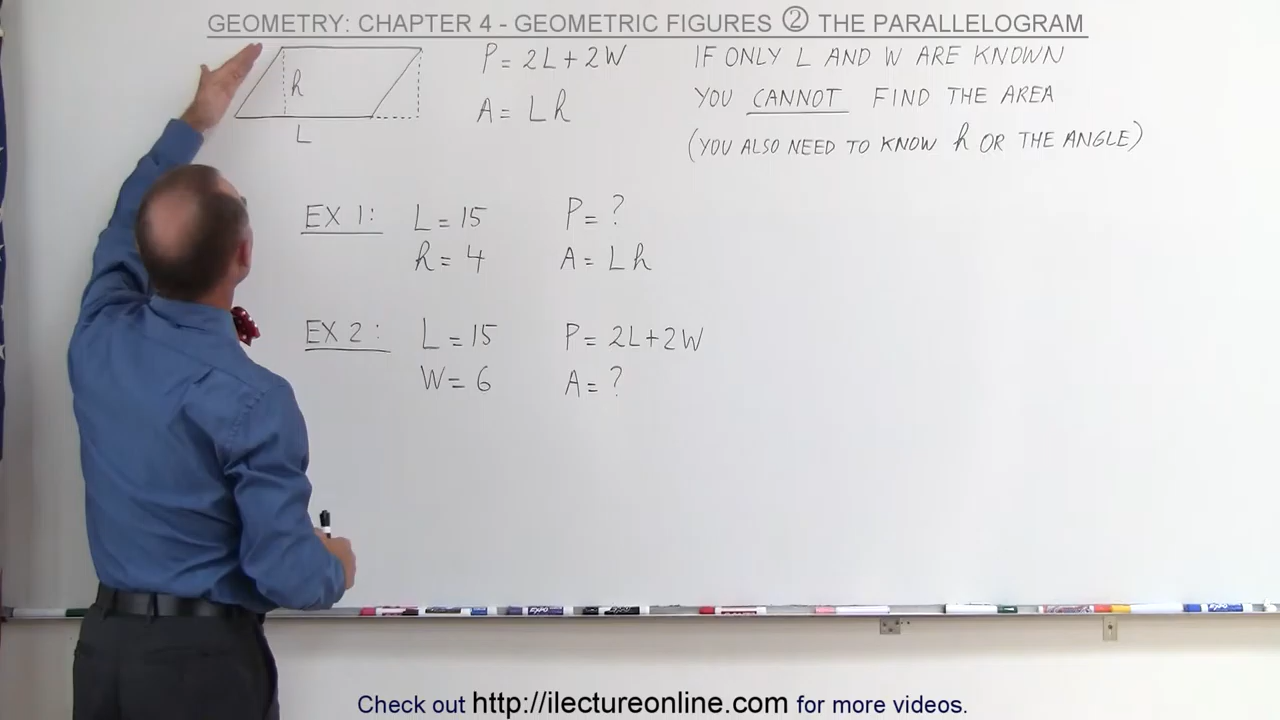 GEOMETRY: CHAPTER 4 - GEOMETRIC FIGURES ② THE PARALLELOGRAM
h
L
P = 2L+2W
A = Lh
IF ONLY L AND W ARE KNOWN
YOU CANNOT FIND THE AREA
(YOU ALSO NEED TO KNOW h OR THE ANGLE)
EX 1: L = 15 P = ?
h = 4 A = Lh
EX 2: L = 15 P = 2L+2W
W = 6 A = ?
Check out http://ilectureonline.com for more videos.